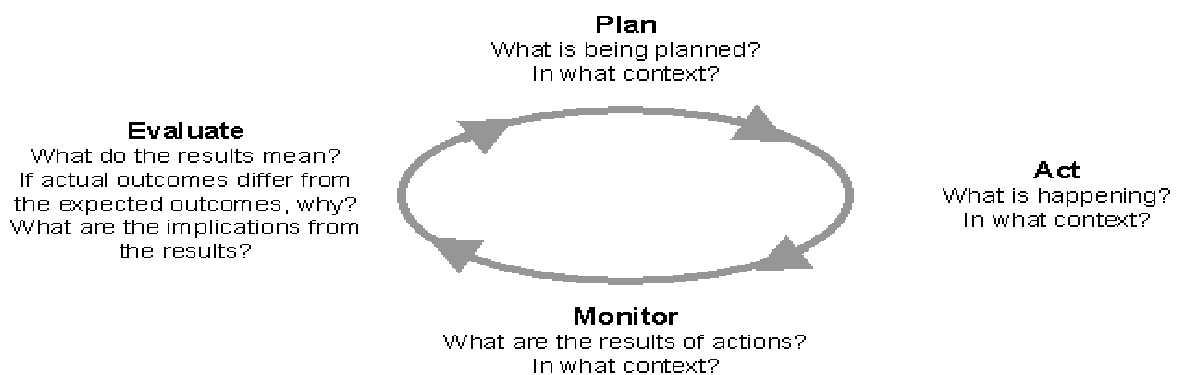 Plan
What is being planned?
In what context?
Evaluate
What do the results mean?
If actual outcomes differ from
the expected outcomes, why?
What are the implications from
the results?
Act
What is happening?
In what context?
Monitor
What are the results of actions?
In what context?